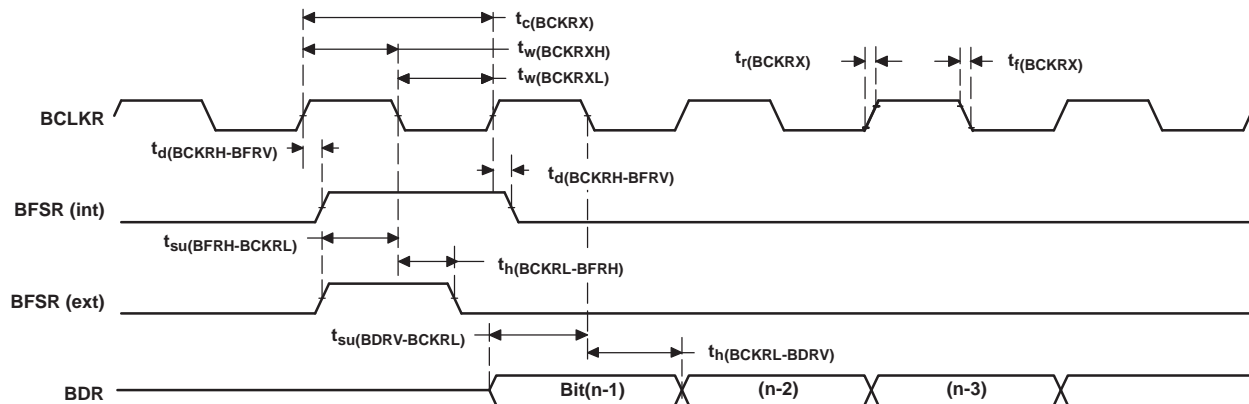 tc(BCKRX)
tw(BCKRXH)
tr(BCKRX)
tf(BCKRX)
tw(BCKRXL)
BCLKR
td(BCKRH-BFRV)
td(BCKRH-BFRV)
BFSR (int)
tsu(BFRH-BCKRL)
th(BCKRL-BFRH)
BFSR (ext)
tsu(BDRV-BCKRL)
th(BCKRL-BDRV)
BDR Bit(n-1) (n-2) (n-3)